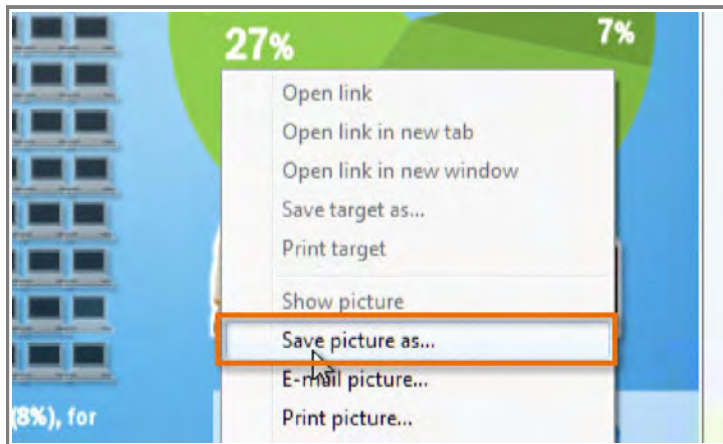 27%
7%
Open link
Open link in new tab
Open link in new window
Save target as...
Print target
Show picture
Save picture as...
E-mail picture...
Print picture...
(8%), for